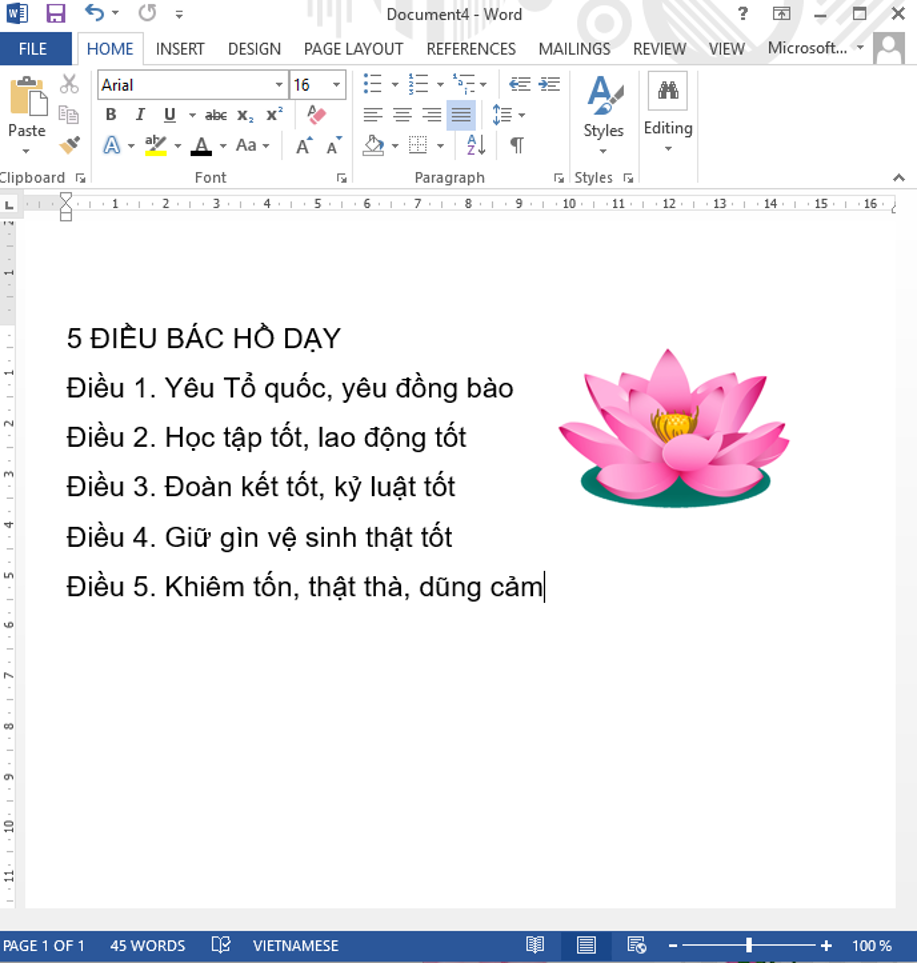 Document4 - Word
FILE HOME INSERT DESIGN PAGE LAYOUT REFERENCES MAILINGS REVIEW VIEW Microsoft...
Arial 16
Paste
B I U abc X₂ X²
A aby A Aa A A
Styles
Editing
Clipboard Font Paragraph Styles
1 2 3 4 5 6 7 8 9 10 11 12 13 14 15 16
5 ĐIỀU BÁC HỒ DẠY
Điều 1. Yêu Tổ quốc, yêu đồng bào
Điều 2. Học tập tốt, lao động tốt
Điều 3. Đoàn kết tốt, kỷ luật tốt
Điều 4. Giữ gìn vệ sinh thật tốt
Điều 5. Khiêm tốn, thật thà, dũng cảm
PAGE 1 OF 1 45 WORDS VIETNAMESE 100 %